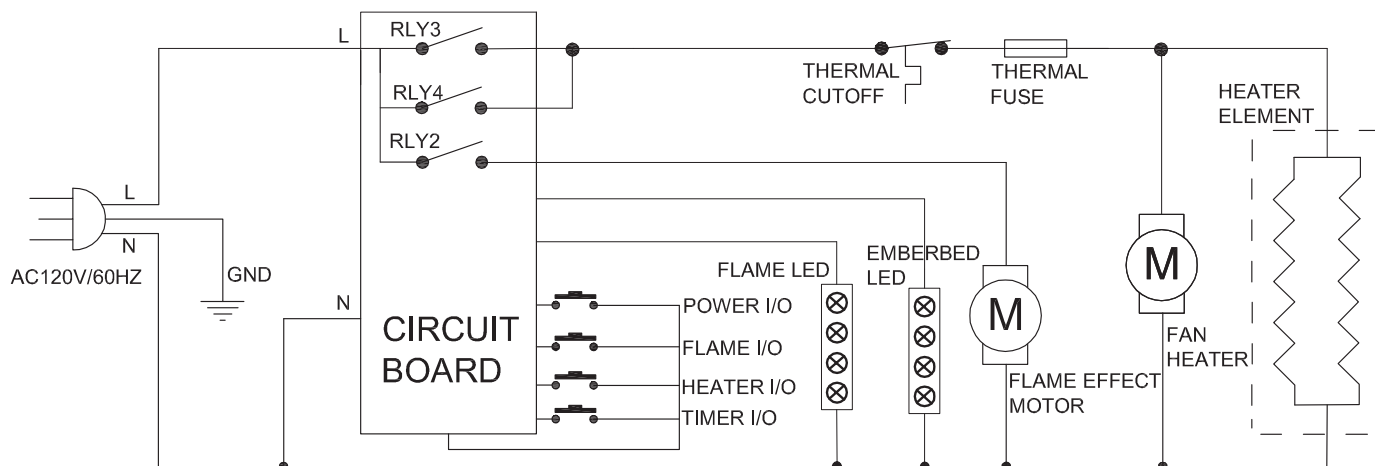 L
RLY3
RLY4
RLY2
THERMAL
CUTOFF
THERMAL
FUSE
HEATER
ELEMENT
L
N
AC120V/60HZ
GND
N
CIRCUIT
BOARD
POWER I/O
FLAME I/O
HEATER I/O
TIMER I/O
FLAME LED
EMBERBED
LED
M
FLAME EFFECT
MOTOR
M
FAN
HEATER